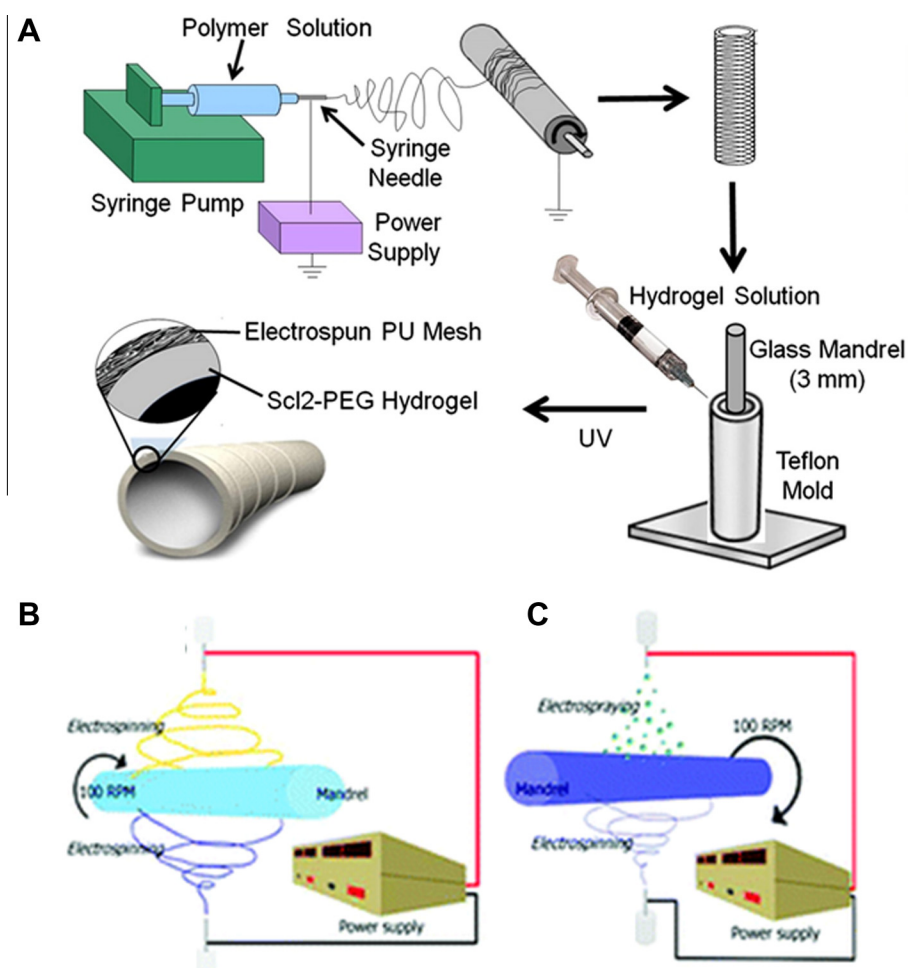 A
Polymer Solution
Syringe
Needle
Syringe Pump
Power
Supply
Hydrogel Solution
Glass Mandrel
(3 mm)
Electrospun PU Mesh
Scl2-PEG Hydrogel
UV
Teflon
Mold
B
Electrospinning
100 RPM
Mandrel
Electrospinning
Power supply
C
Electrospraying
100 RPM
Mandrel
Electrospinning
Power supply